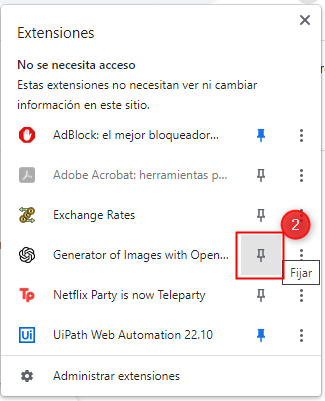 Extensiones
No se necesita acceso
Estas extensiones no necesitan ver ni cambiar
información en este sitio.
AdBlock: el mejor bloqueador...
Adobe Acrobat: herramientas p...
Exchange Rates
2
Generator of Images with Open...
Fijar
Tp
Netflix Party is now Teleparty
Ui
UiPath Web Automation 22.10
Administrar extensiones